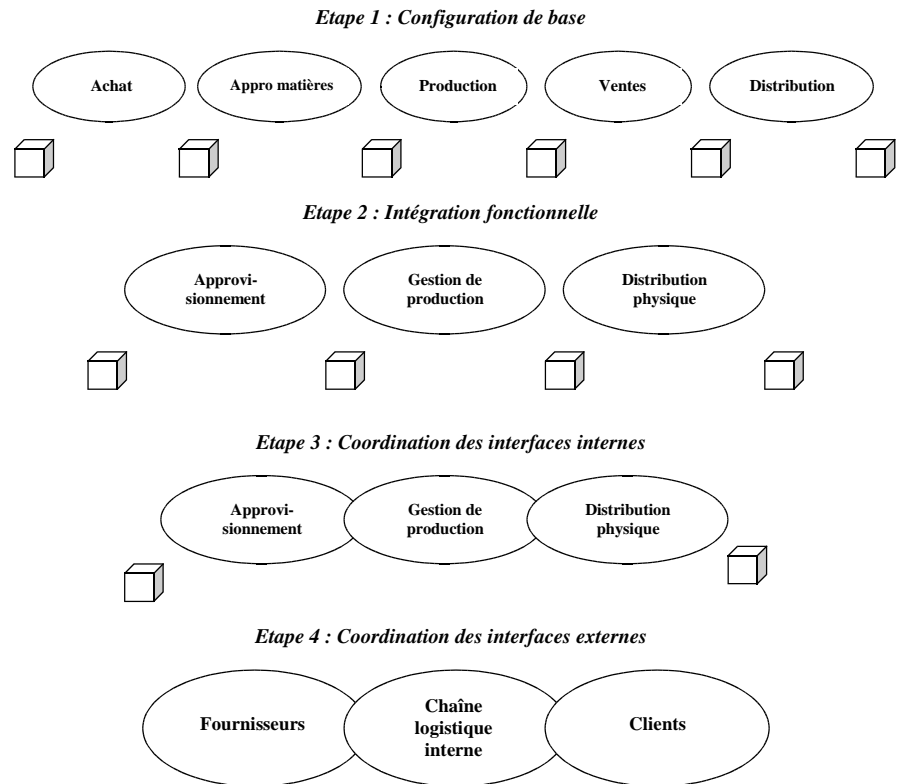 Etape 1 : Configuration de base
Achat
Appro matières
Production
Ventes
Distribution
Etape 2 : Intégration fonctionnelle
Approvi-
sionnement
Gestion de
production
Distribution
physique
Etape 3 : Coordination des interfaces internes
Approvi-
sionnement
Gestion de
production
Distribution
physique
Etape 4 : Coordination des interfaces externes
Fournisseurs
Chaîne
logistique
interne
Clients